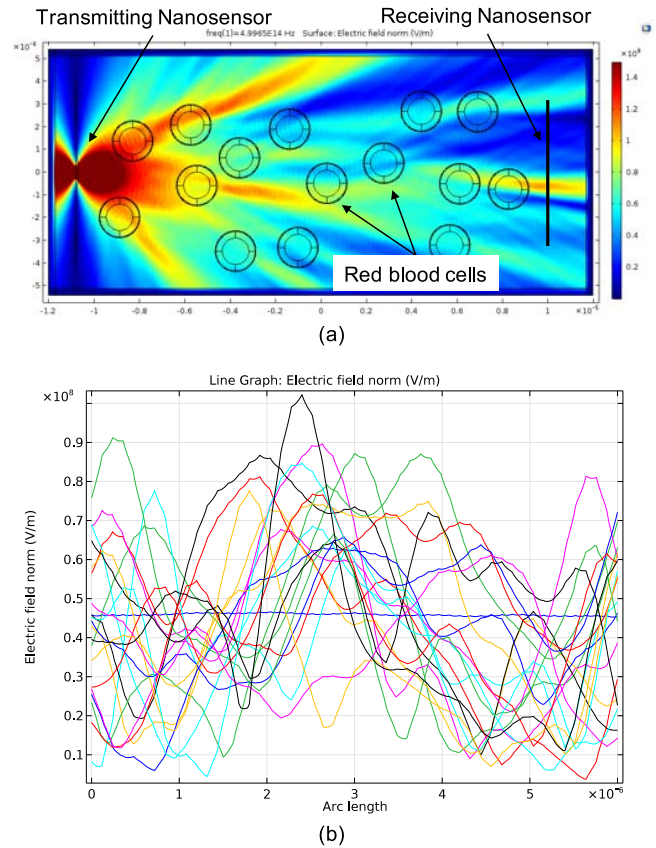 Transmitting Nanosensor
Receiving Nanosensor
freq(1)=4.9965E14 Hz Surface: Electric field norm (V/m)
×10⁸
5
4
3
2
1
0
-1
-2
-3
-4
-5
1.4
1.2
1
0.8
0.6
0.4
0.2
Red blood cells
-1.2 -1 -0.8 -0.6 -0.4 -0.2 0 0.2 0.4 0.6 0.8 1 ×10⁻⁵
(a)
Line Graph: Electric field norm (V/m)
×10⁸
Electric field norm (V/m)
0.9
0.8
0.7
0.6
0.5
0.4
0.3
0.2
0.1
0 1 2 3 4 5 ×10⁻⁶
Arc length
(b)